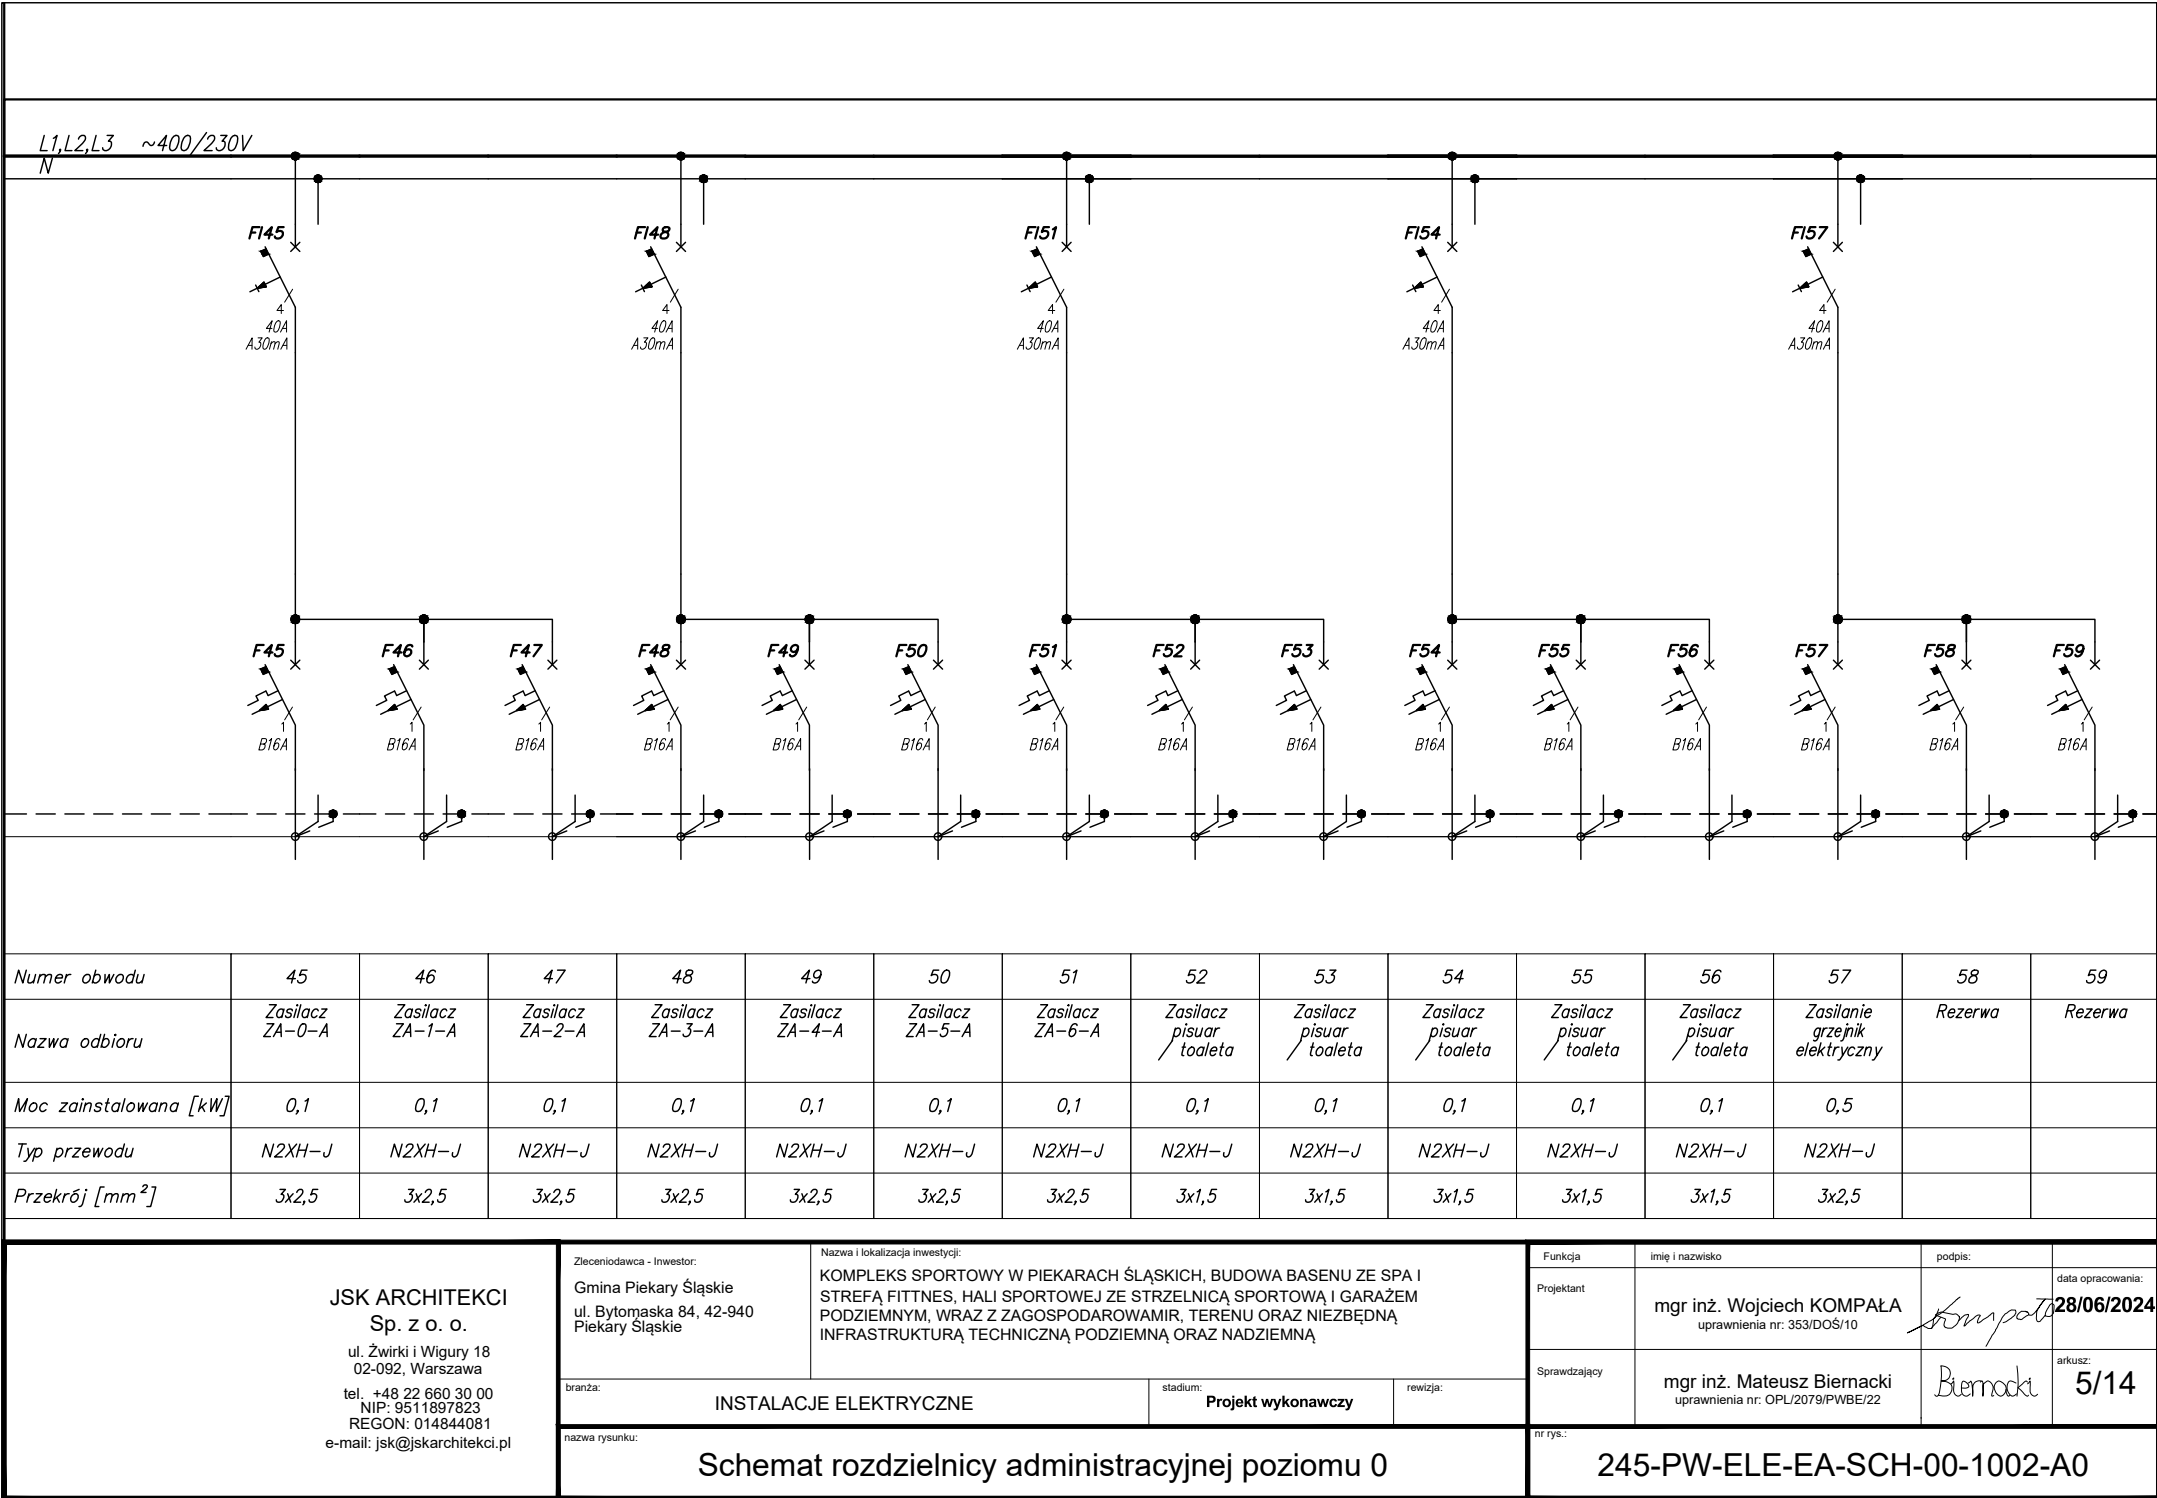 L1,L2,L3 ~400/230V
N
FI45 FI48 FI51 FI54 FI57
4 4 4 4 4
40A 40A 40A 40A 40A
A30mA A30mA A30mA A30mA A30mA
F45 F46 F47 F48 F49 F50 F51 F52 F53 F54 F55 F56 F57 F58 F59
1 1 1 1 1 1 1 1 1 1 1 1 1 1 1
B16A B16A B16A B16A B16A B16A B16A B16A B16A B16A B16A B16A B16A B16A B16A
Numer obwodu 45 46 47 48 49 50 51 52 53 54 55 56 57 58 59
Nazwa odbioru
Zasilacz
ZA-0-A
Zasilacz
ZA-1-A
Zasilacz
ZA-2-A
Zasilacz
ZA-3-A
Zasilacz
ZA-4-A
Zasilacz
ZA-5-A
Zasilacz
ZA-6-A
Zasilacz
pisuar
/ toaleta
Zasilacz
pisuar
/ toaleta
Zasilacz
pisuar
/ toaleta
Zasilacz
pisuar
/ toaleta
Zasilacz
pisuar
/ toaleta
Zasilanie
grzejnik
elektryczny
Rezerwa
Rezerwa
Moc zainstalowana [kW] 0,1 0,1 0,1 0,1 0,1 0,1 0,1 0,1 0,1 0,1 0,1 0,1 0,5
Typ przewodu N2XH-J N2XH-J N2XH-J N2XH-J N2XH-J N2XH-J N2XH-J N2XH-J N2XH-J N2XH-J N2XH-J N2XH-J N2XH-J
Przekrój [mm²] 3x2,5 3x2,5 3x2,5 3x2,5 3x2,5 3x2,5 3x2,5 3x1,5 3x1,5 3x1,5 3x1,5 3x1,5 3x2,5
JSK ARCHITEKCI
Sp. z o. o.
ul. Żwirki i Wigury 18
02-092, Warszawa
tel. +48 22 660 30 00
NIP: 9511897823
REGON: 014844081
e-mail: jsk@jskarchitekci.pl
Zleceniodawca - Inwestor:
Gmina Piekary Śląskie
ul. Bytomaska 84, 42-940
Piekary Śląskie
Nazwa i lokalizacja inwestycji:
KOMPLEKS SPORTOWY W PIEKARACH ŚLĄSKICH, BUDOWA BASENU ZE SPA I
STREFĄ FITTNES, HALI SPORTOWEJ ZE STRZELNICĄ SPORTOWĄ I GARAŻEM
PODZIEMNYM, WRAZ Z ZAGOSPODAROWAMIR, TERENU ORAZ NIEZBĘDNĄ
INFRASTRUKTURĄ TECHNICZNĄ PODZIEMNĄ ORAZ NADZIEMNĄ
branża:
INSTALACJE ELEKTRYCZNE
stadium:
Projekt wykonawczy
rewizja:
nazwa rysunku:
Schemat rozdzielnicy administracyjnej poziomu 0
Funkcja imię i nazwisko podpis:
Projektant
mgr inż. Wojciech KOMPAŁA
uprawnienia nr: 353/DOŚ/10
Kompała
data opracowania:
28/06/2024
Sprawdzający
mgr inż. Mateusz Biernacki
uprawnienia nr: OPL/2079/PWBE/22
Biernacki
arkusz:
5/14
nr rys.:
245-PW-ELE-EA-SCH-00-1002-A0